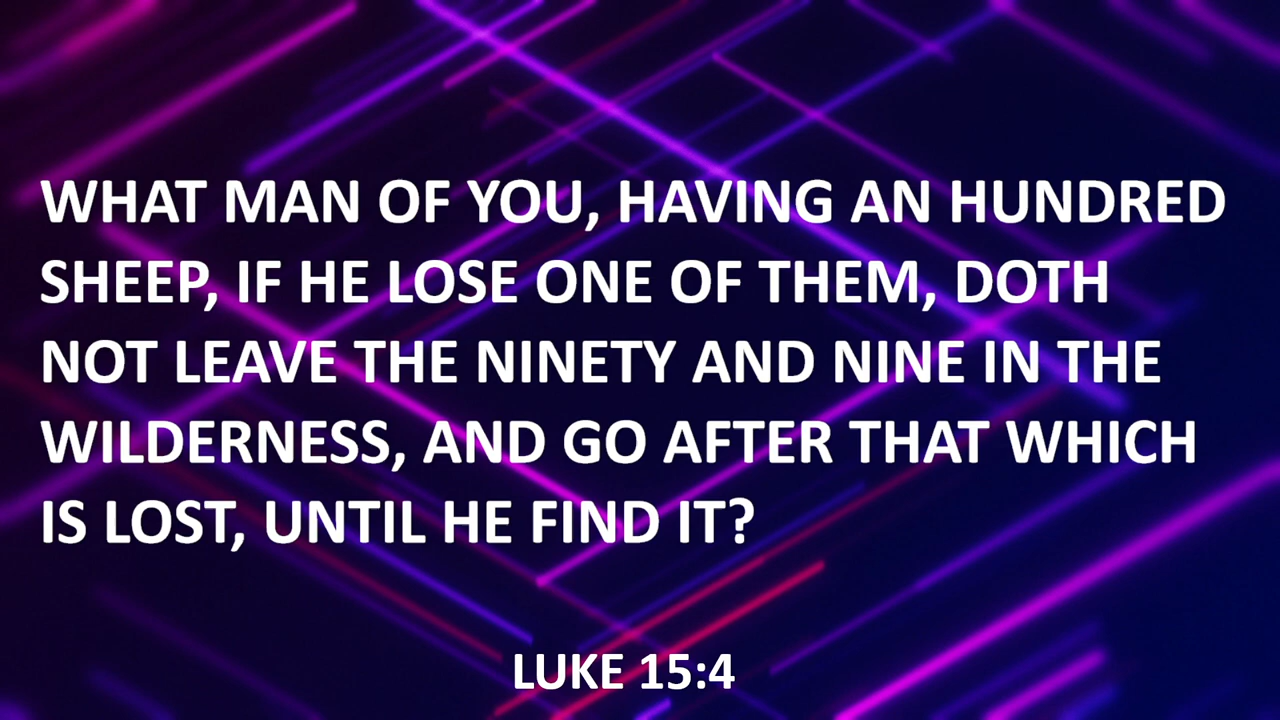 WHAT MAN OF YOU, HAVING AN HUNDRED
SHEEP, IF HE LOSE ONE OF THEM, DOTH
NOT LEAVE THE NINETY AND NINE IN THE
WILDERNESS, AND GO AFTER THAT WHICH
IS LOST, UNTIL HE FIND IT?
LUKE 15:4